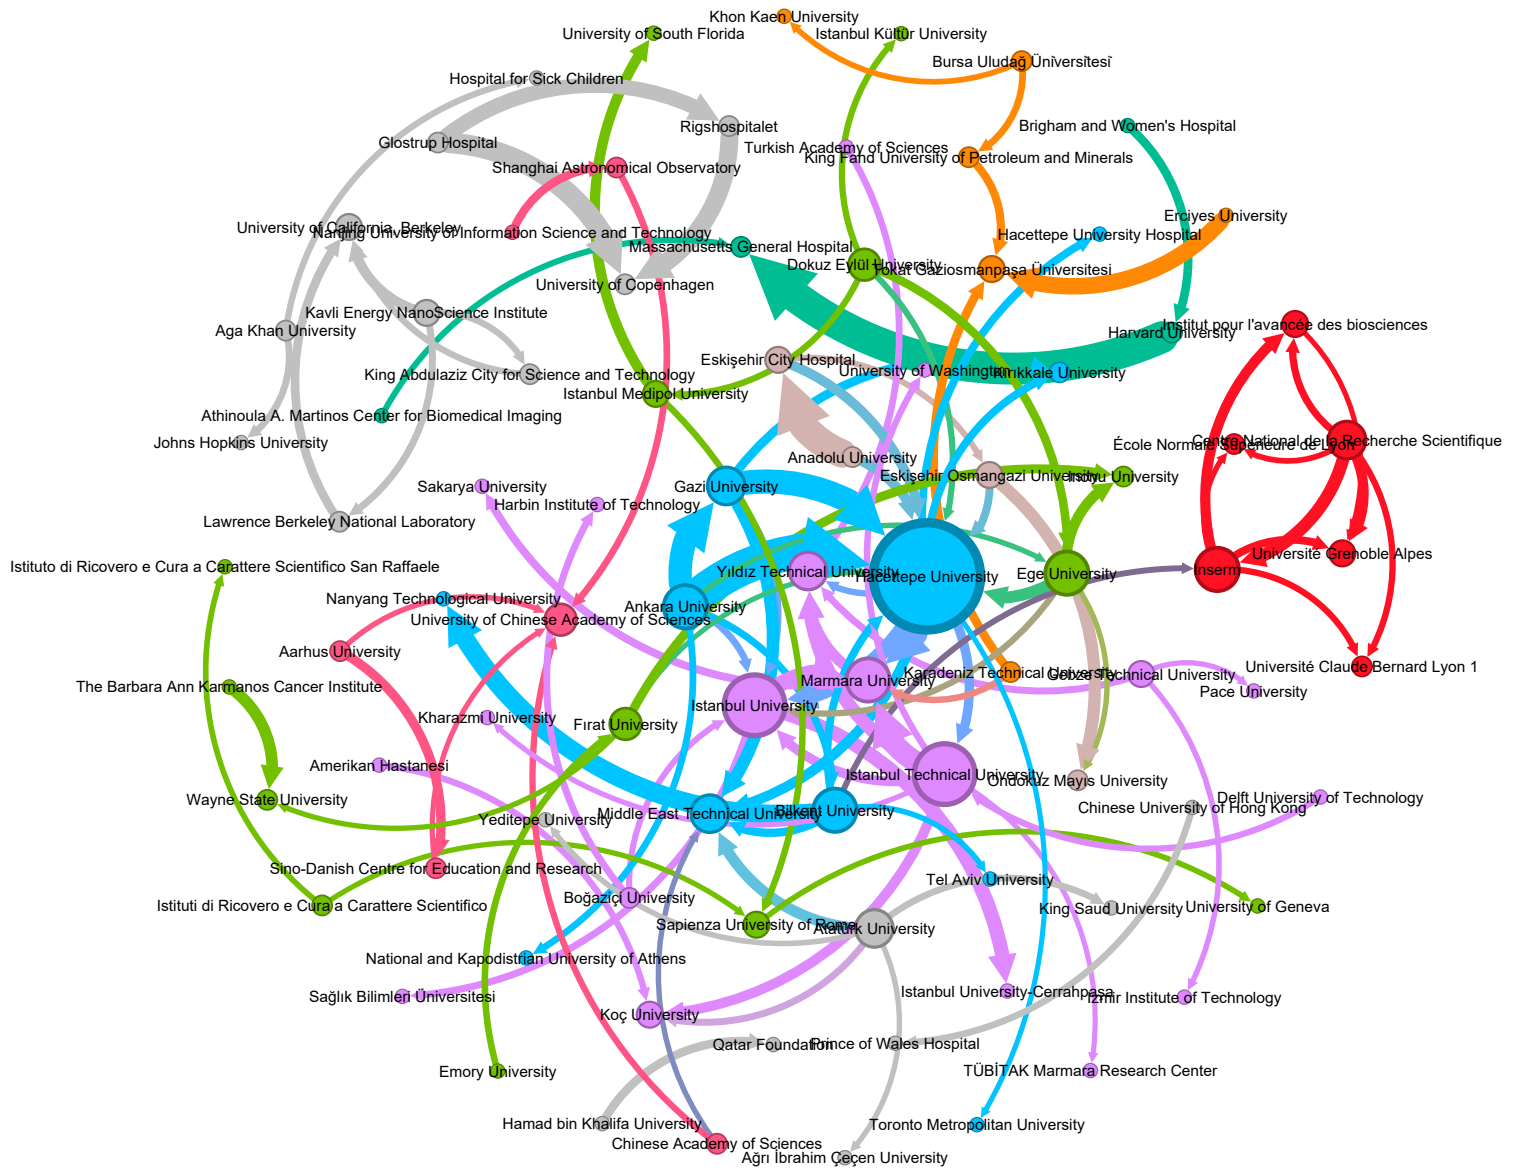 Khon Kaen University
University of South Florida
Istanbul Kültür University
Bursa Uludağ Üniversitesi
Hospital for Sick Children
Rigshospitalet
Brigham and Women's Hospital
Glostrup Hospital
Turkish Academy of Sciences
King Fahd University of Petroleum and Minerals
Shanghai Astronomical Observatory
Erciyes University
University of California, Berkeley
Nanjing University of Information Science and Technology
Hacettepe University Hospital
Massachusetts General Hospital
Dokuz Eylül University
Tokat Gaziosmanpaşa Üniversitesi
University of Copenhagen
Kavli Energy NanoScience Institute
Institut pour l'avancée des biosciences
Aga Khan University
Harvard University
Eskişehir City Hospital
University of Washington
Kırıkkale University
King Abdulaziz City for Science and Technology
Istanbul Medipol University
Athinoula A. Martinos Center for Biomedical Imaging
Johns Hopkins University
Centre National de la Recherche Scientifique
École Normale Supérieure de Lyon
Anadolu University
Eskişehir Osmangazi University
Inonu University
Sakarya University
Gazi University
Harbin Institute of Technology
Lawrence Berkeley National Laboratory
Université Grenoble Alpes
Istituto di Ricovero e Cura a Carattere Scientifico San Raffaele
Yıldız Technical University
Hacettepe University
Ege University
Inserm
Nanyang Technological University
Ankara University
University of Chinese Academy of Sciences
Aarhus University
Université Claude Bernard Lyon 1
Karadeniz Technical University
Gebze Technical University
Marmara University
The Barbara Ann Karmanos Cancer Institute
Pace University
Istanbul University
Kharazmi University
Fırat University
Amerikan Hastanesi
Istanbul Technical University
Ondokuz Mayıs University
Wayne State University
Delft University of Technology
Chinese University of Hong Kong
Yeditepe University
Middle East Technical University
Bilkent University
Sino-Danish Centre for Education and Research
Tel Aviv University
Boğaziçi University
Istituti di Ricovero e Cura a Carattere Scientifico
King Saud University
University of Geneva
Sapienza University of Rome
Atatürk University
National and Kapodistrian University of Athens
Sağlık Bilimleri Üniversitesi
Istanbul University-Cerrahpaşa
Izmir Institute of Technology
Koç University
Qatar Foundation
Prince of Wales Hospital
Emory University
TÜBİTAK Marmara Research Center
Hamad bin Khalifa University
Toronto Metropolitan University
Chinese Academy of Sciences
Ağrı İbrahim Çeçen University